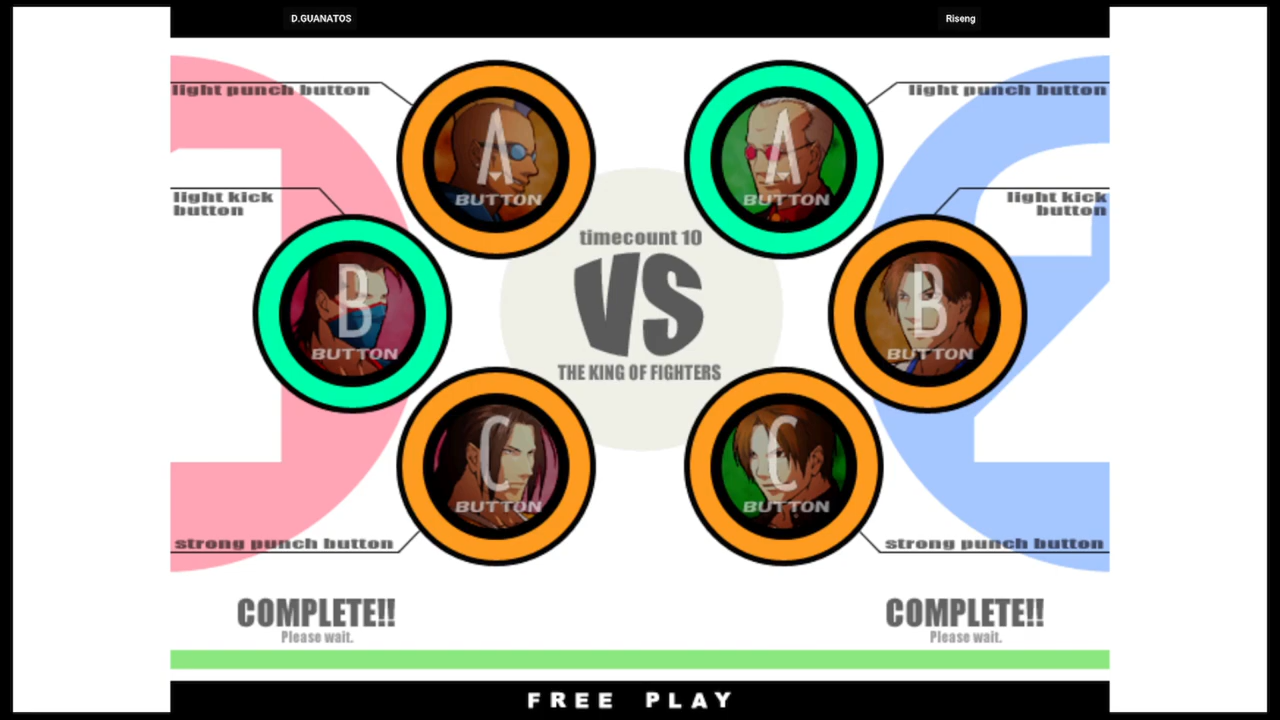 D.GUANATOS
Riseng
light punch button
light punch button
A
BUTTON
A
BUTTON
light kick
button
light kick
button
timecount 10
VS
THE KING OF FIGHTERS
B
BUTTON
B
BUTTON
C
BUTTON
C
BUTTON
strong punch button
strong punch button
COMPLETE!!
Please wait.
COMPLETE!!
Please wait.
FREE PLAY